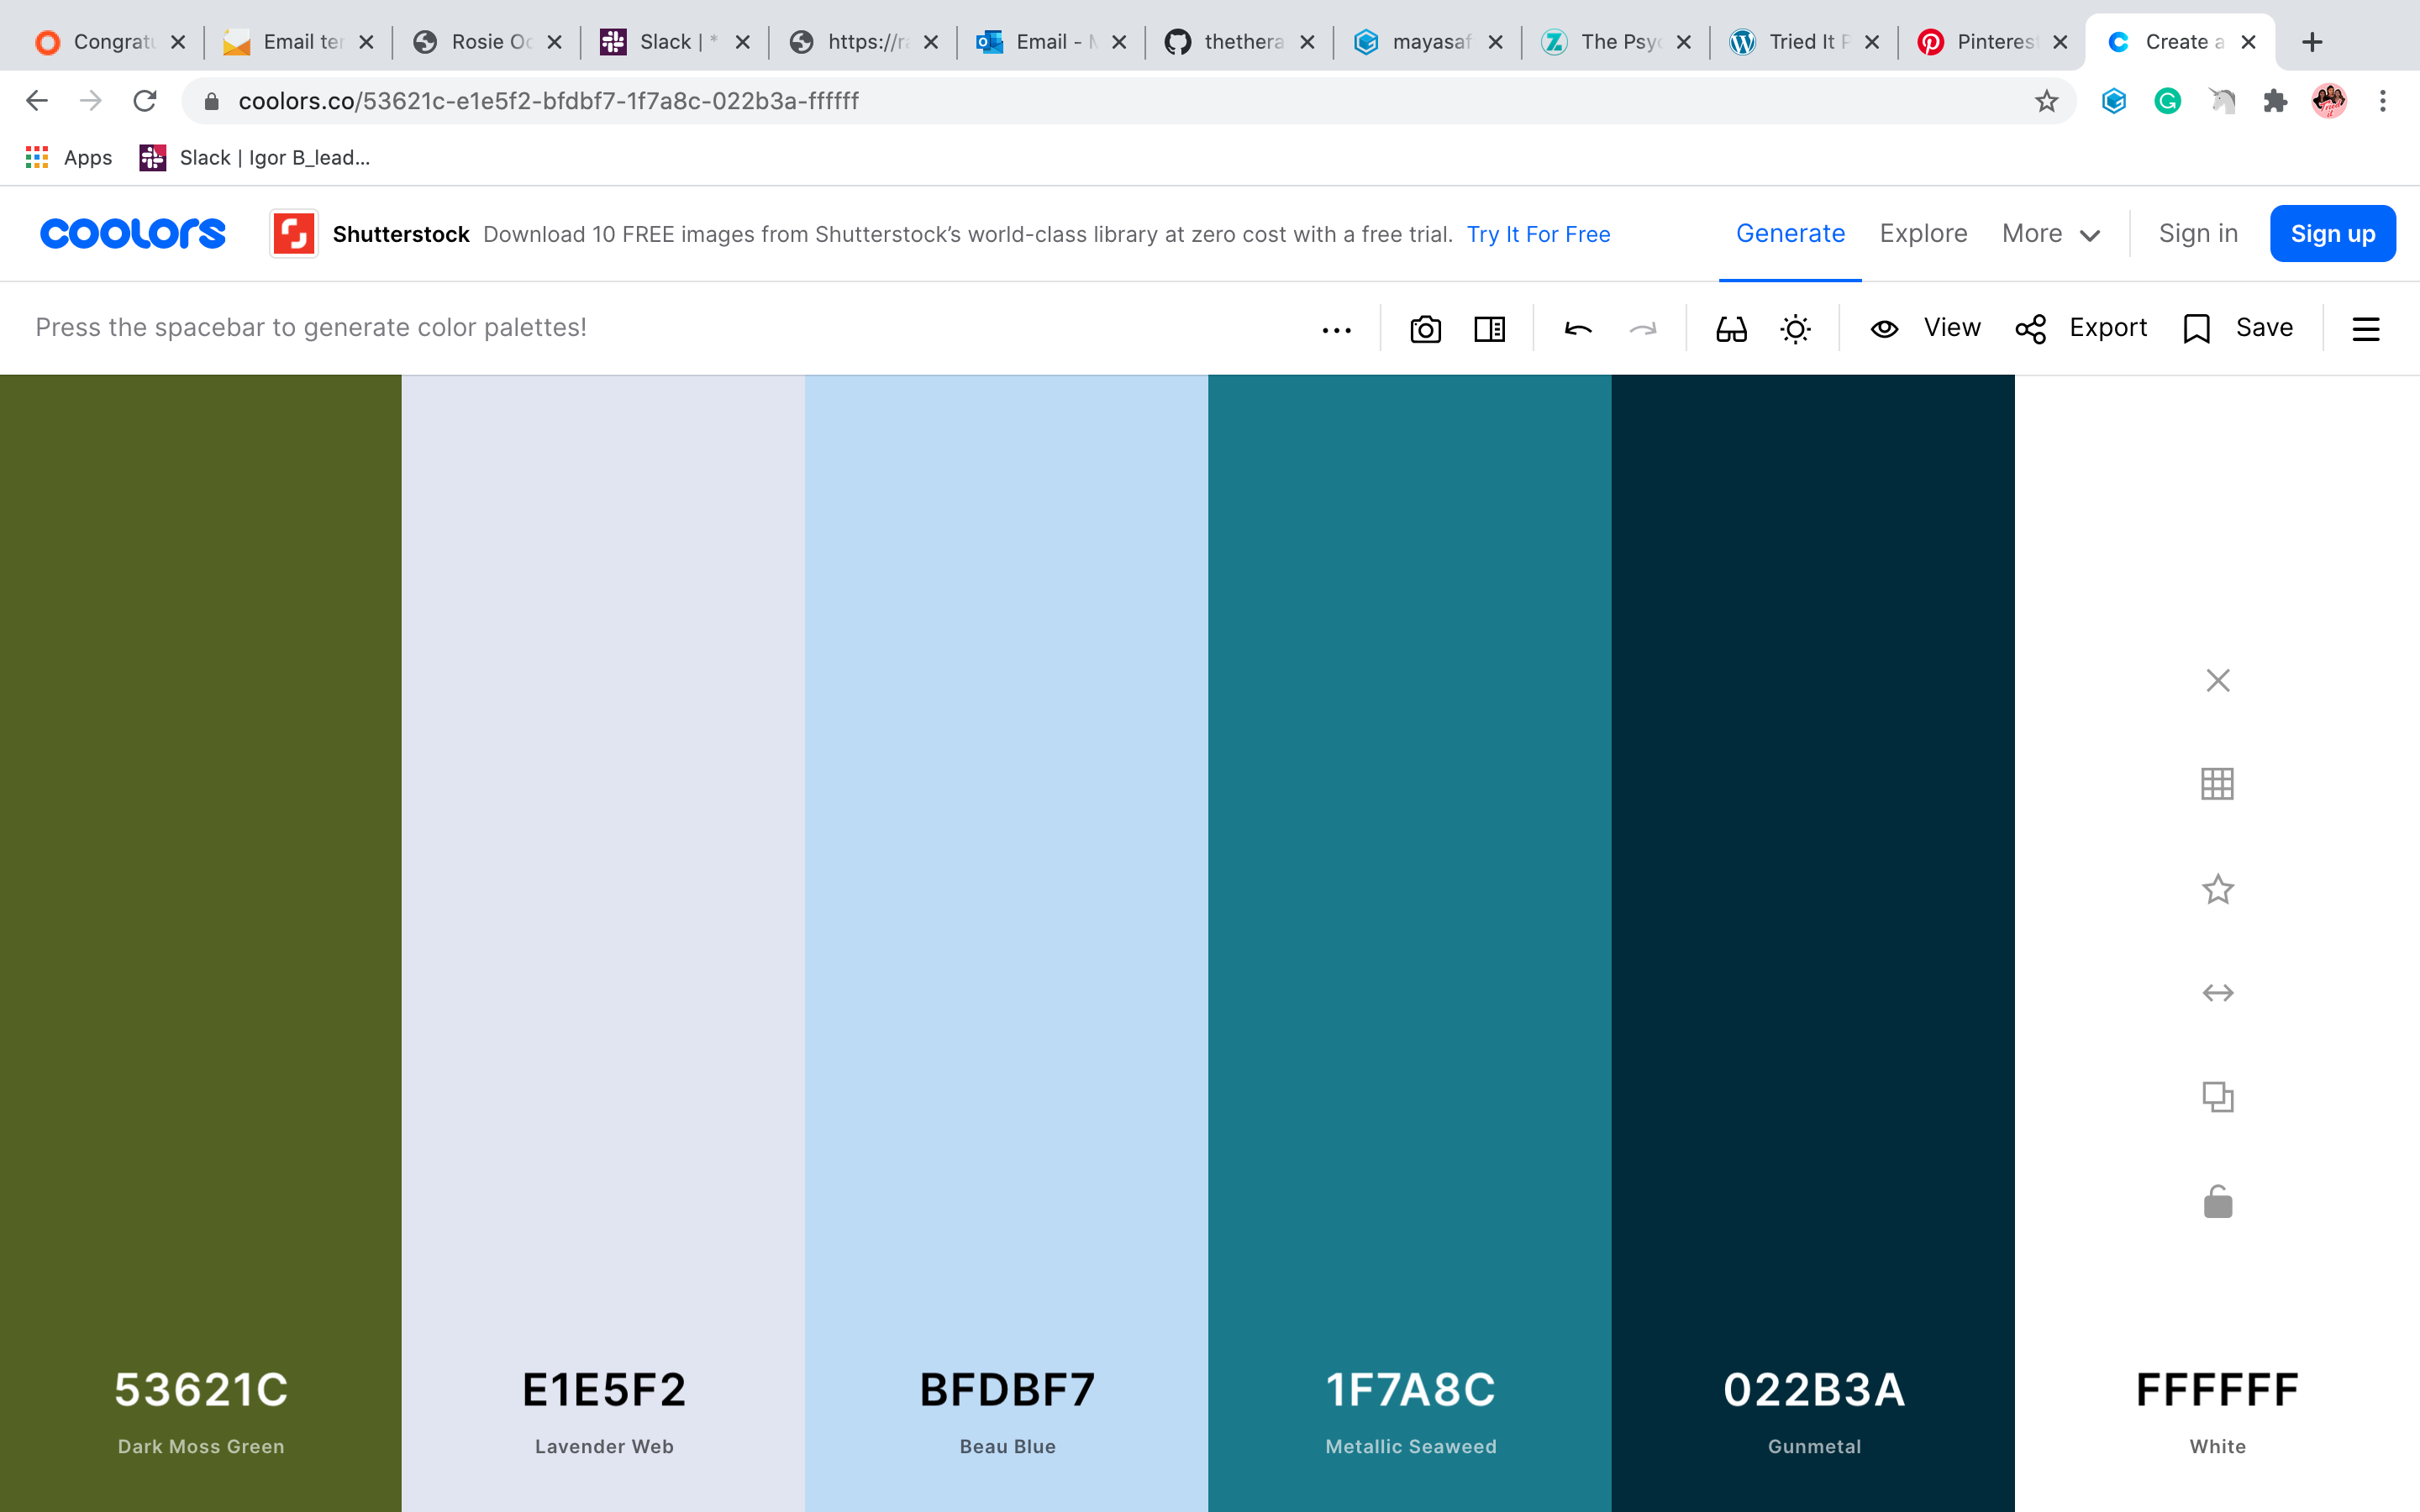 Congratu
Email ter
Rosie Oc
Slack | *
https://ra
Email - M
thethera
mayasaf
The Psyc
Tried It P
Pinterest
Create a
coolors.co/53621c-e1e5f2-bfdbf7-1f7a8c-022b3a-ffffff
Apps
Slack | Igor B_lead...
coolors
Shutterstock Download 10 FREE images from Shutterstock’s world-class library at zero cost with a free trial. Try It For Free
Generate
Explore
More
Sign in
Sign up
Press the spacebar to generate color palettes!
View
Export
Save
53621C
Dark Moss Green
E1E5F2
Lavender Web
BFDBF7
Beau Blue
1F7A8C
Metallic Seaweed
022B3A
Gunmetal
FFFFFF
White